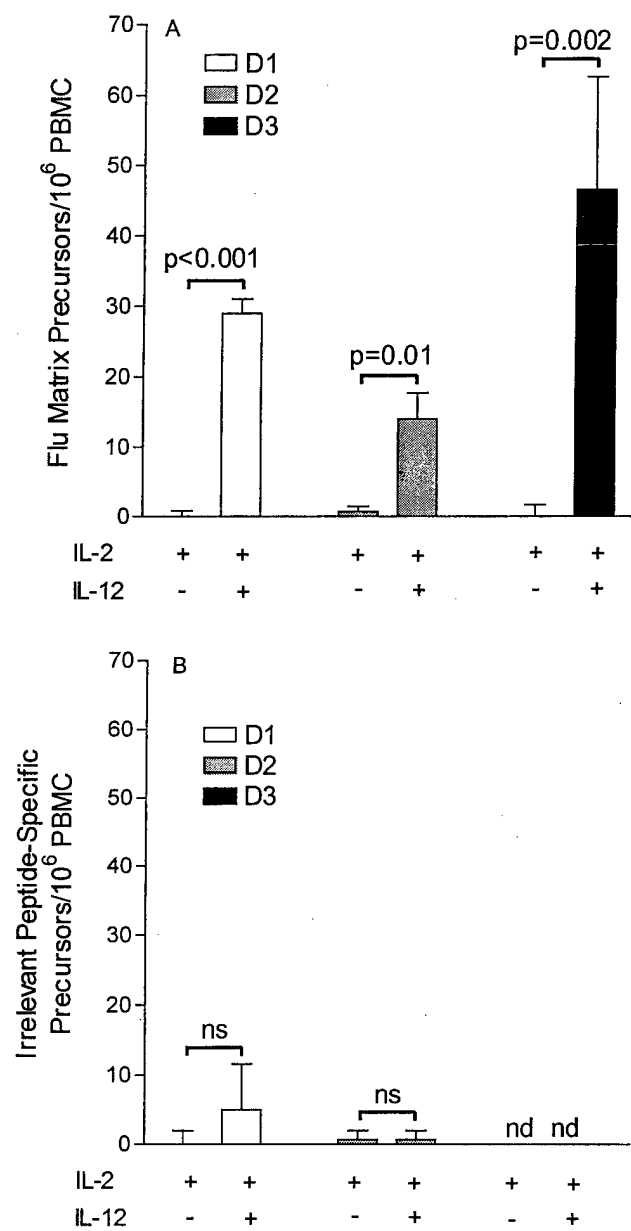 A
D1
D2
D3
p<0.001
p=0.01
p=0.002
Flu Matrix Precursors/10⁶ PBMC
70
60
50
40
30
20
10
0
IL-2 + + + + + +
IL-12 - + - + - +
B
D1
D2
D3
ns
ns
nd nd
Irrelevant Peptide-Specific
Precursors/10⁶ PBMC
70
60
50
40
30
20
10
0
IL-2 + + + + + +
IL-12 - + - + - +